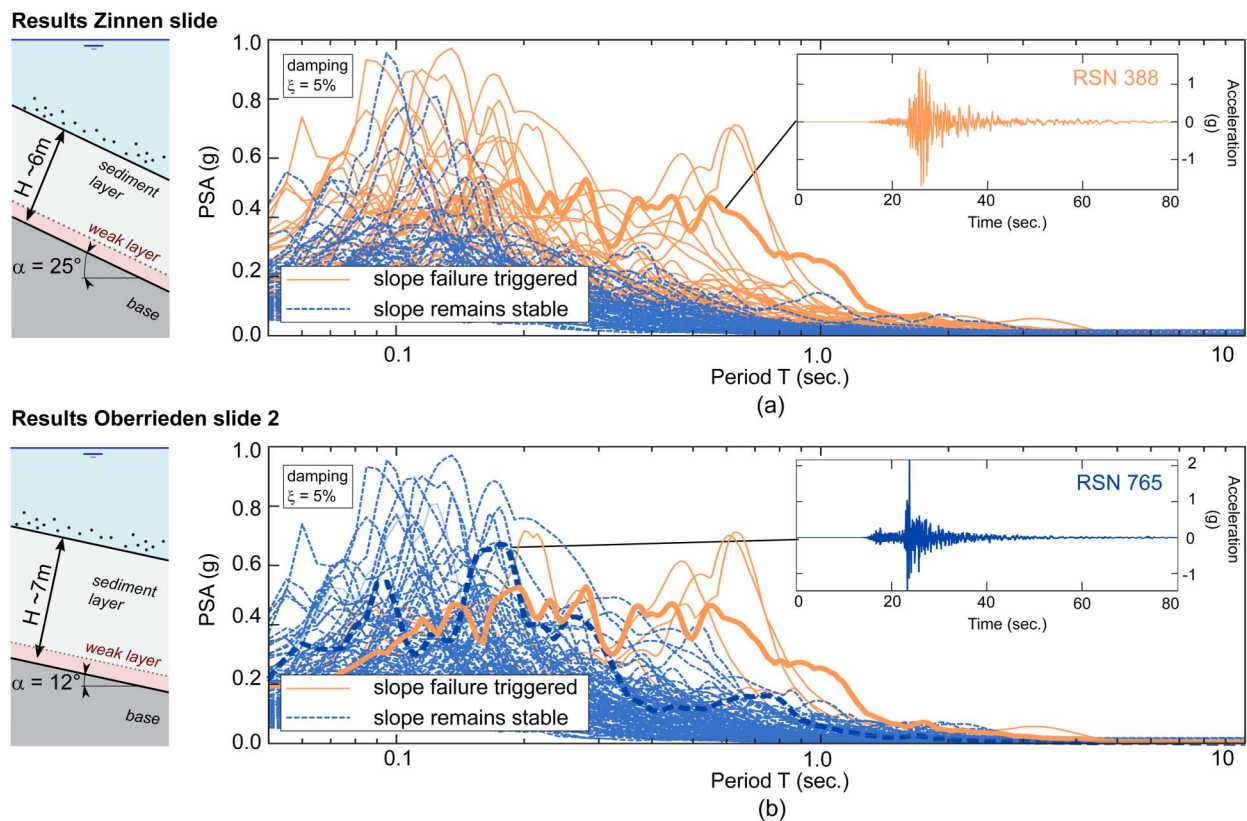 Results Zinnen slide
H ~6m
sediment
layer
weak layer
α = 25°
base
PSA (g)
1.0
0.8
0.6
0.4
0.2
0.0
damping
ξ = 5%
slope failure triggered
slope remains stable
RSN 388
1
0
-1
Acceleration
(g)
0
20
40
60
80
Time (sec.)
0.1
1.0
10
Period T (sec.)
(a)
Results Oberrieden slide 2
H ~7m
sediment
layer
weak layer
α = 12°
base
PSA (g)
1.0
0.8
0.6
0.4
0.2
0.0
damping
ξ = 5%
slope failure triggered
slope remains stable
RSN 765
2
1
0
-1
Acceleration
(g)
0
20
40
60
80
Time (sec.)
0.1
1.0
10
Period T (sec.)
(b)